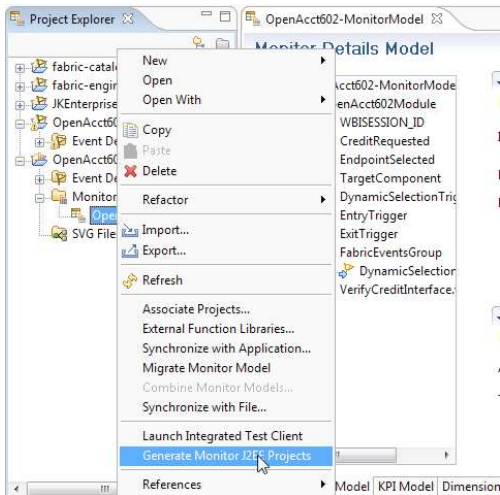 Project Explorer
OpenAcct602-MonitorModel
Monitor Details Model
fabric-catal
fabric-engir
JKEnterprise
OpenAcct60
Event De
OpenAcct60
Event De
Monitor
Open
SVG File
New
Open
Open With
Copy
Paste
Delete
Refactor
Import...
Export...
Refresh
Associate Projects...
External Function Libraries...
Synchronize with Application...
Migrate Monitor Model
Combine Monitor Models...
Synchronize with File...
Launch Integrated Test Client
Generate Monitor J2EE Projects
References
Acct602-MonitorMode
enAcct602Module
WBISESSION_ID
CreditRequested
EndpointSelected
TargetComponent
DynamicSelectionTrig
EntryTrigger
ExitTrigger
FabricEventsGroup
DynamicSelection
VerifyCreditInterface.
Model
KPI Model
Dimension